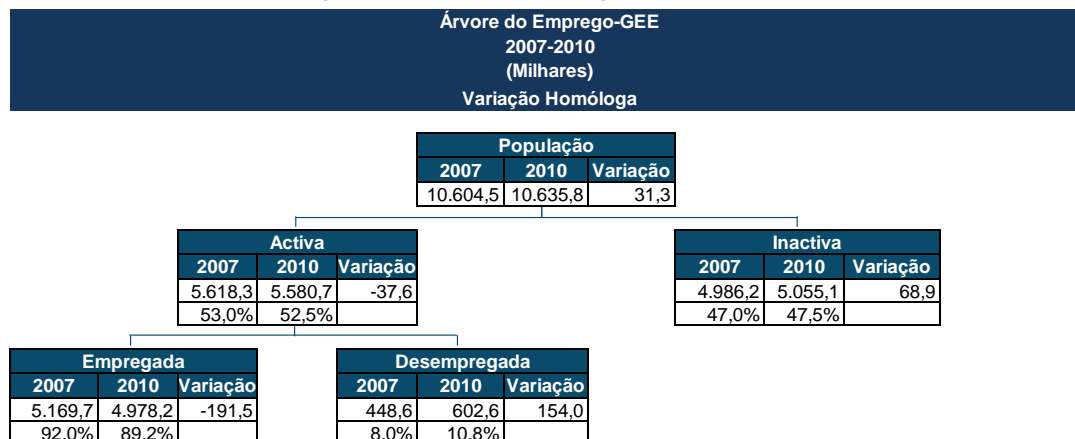 Árvore do Emprego-GEE
2007-2010
(Milhares)
Variação Homóloga
População
2007 2010 Variação
10.604,5 10.635,8 31,3
Activa
2007 2010 Variação
5.618,3 5.580,7 -37,6
53,0% 52,5%
Inactiva
2007 2010 Variação
4.986,2 5.055,1 68,9
47,0% 47,5%
Empregada
2007 2010 Variação
5.169,7 4.978,2 -191,5
92,0% 89,2%
Desempregada
2007 2010 Variação
448,6 602,6 154,0
8,0% 10,8%